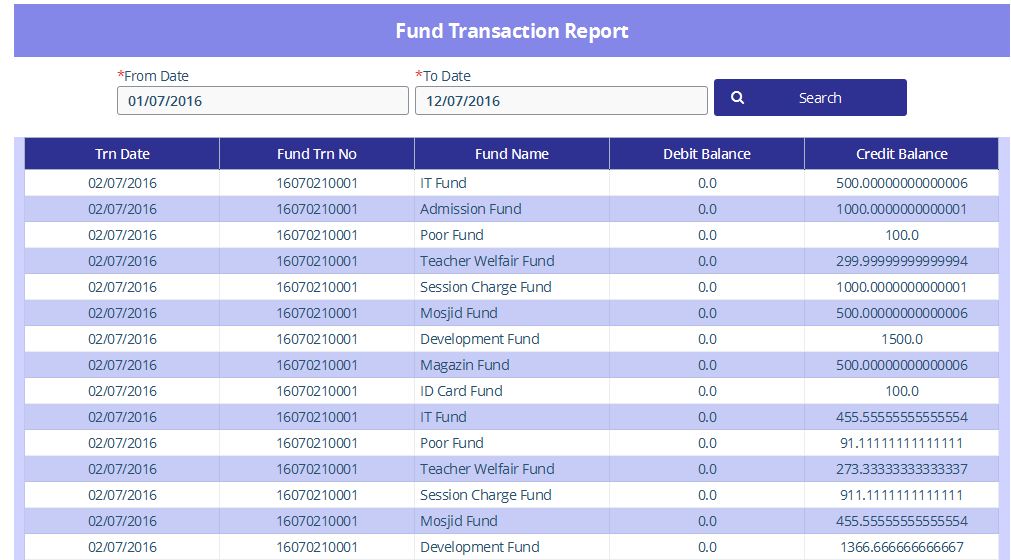 Fund Transaction Report
*From Date *To Date
01/07/2016 12/07/2016 Search
Trn Date Fund Trn No Fund Name Debit Balance Credit Balance
02/07/2016 16070210001 IT Fund 0.0 500.00000000000006
02/07/2016 16070210001 Admission Fund 0.0 1000.0000000000001
02/07/2016 16070210001 Poor Fund 0.0 100.0
02/07/2016 16070210001 Teacher Welfair Fund 0.0 299.99999999999994
02/07/2016 16070210001 Session Charge Fund 0.0 1000.0000000000001
02/07/2016 16070210001 Mosjid Fund 0.0 500.00000000000006
02/07/2016 16070210001 Development Fund 0.0 1500.0
02/07/2016 16070210001 Magazin Fund 0.0 500.00000000000006
02/07/2016 16070210001 ID Card Fund 0.0 100.0
02/07/2016 16070210001 IT Fund 0.0 455.55555555555554
02/07/2016 16070210001 Poor Fund 0.0 91.11111111111111
02/07/2016 16070210001 Teacher Welfair Fund 0.0 273.33333333333337
02/07/2016 16070210001 Session Charge Fund 0.0 911.1111111111111
02/07/2016 16070210001 Mosjid Fund 0.0 455.55555555555554
02/07/2016 16070210001 Development Fund 0.0 1366.666666666667